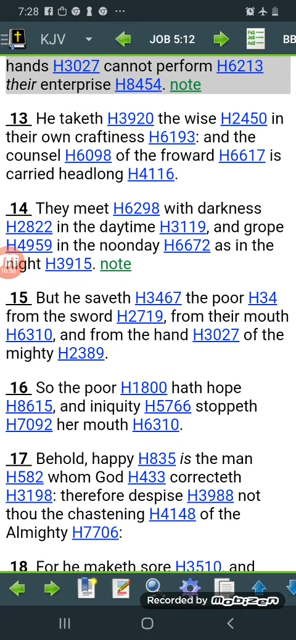 7:28
KJV
JOB 5:12
BB
hands H3027 cannot perform H6213
their enterprise H8454. note
13 He taketh H3920 the wise H2450 in
their own craftiness H6193: and the
counsel H6098 of the froward H6617 is
carried headlong H4116.
14 They meet H6298 with darkness
H2822 in the daytime H3119, and grope
H4959 in the noonday H6672 as in the
night H3915. note
15 But he saveth H3467 the poor H34
from the sword H2719, from their mouth
H6310, and from the hand H3027 of the
mighty H2389.
16 So the poor H1800 hath hope
H8615, and iniquity H5766 stoppeth
H7092 her mouth H6310.
17 Behold, happy H835 is the man
H582 whom God H433 correcteth
H3198: therefore despise H3988 not
thou the chastening H4148 of the
Almighty H7706:
18 For he maketh sore H3510, and
Recorded by mobizen